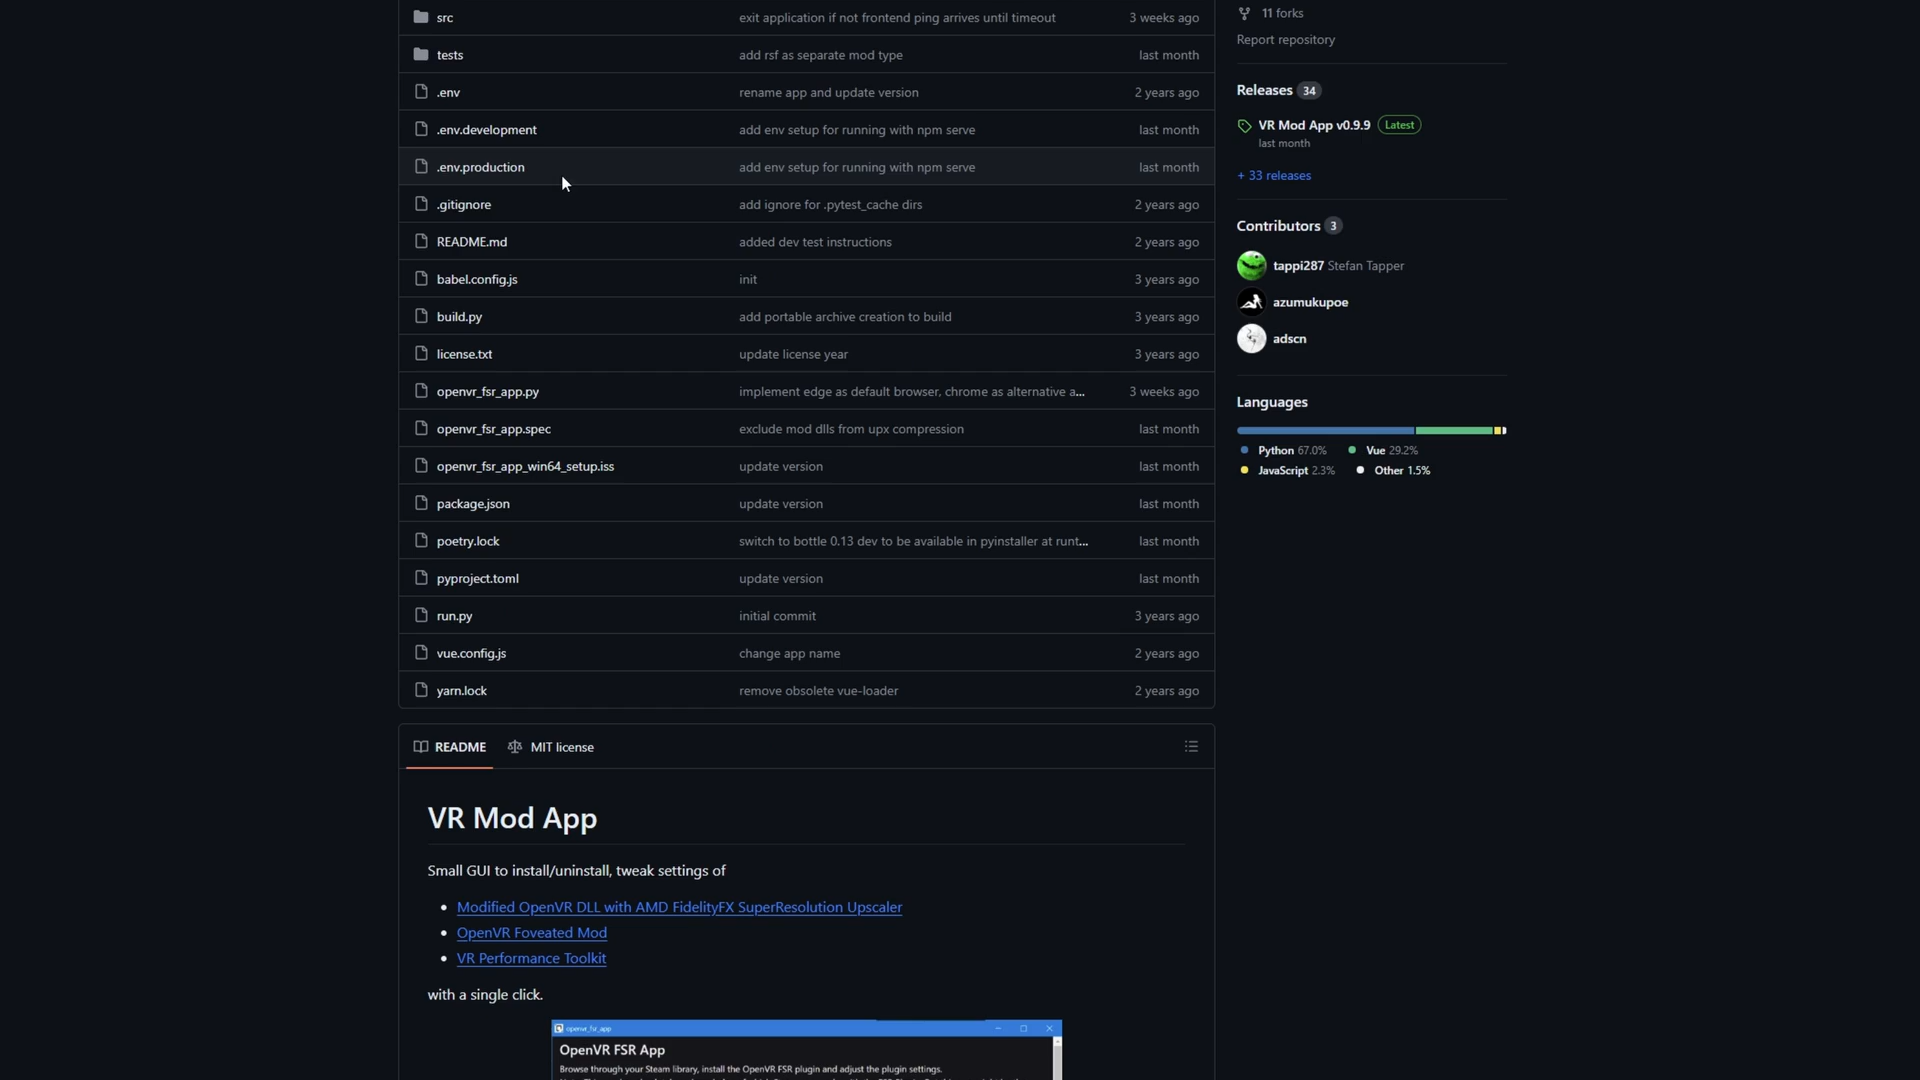 src exit application if not frontend ping arrives until timeout 3 weeks ago
tests add rsf as separate mod type last month
.env rename app and update version 2 years ago
.env.development add env setup for running with npm serve last month
.env.production add env setup for running with npm serve last month
.gitignore add ignore for .pytest_cache dirs 2 years ago
README.md added dev test instructions 2 years ago
babel.config.js init 3 years ago
build.py add portable archive creation to build 3 years ago
license.txt update license year 3 years ago
openvr_fsr_app.py implement edge as default browser, chrome as alternative a... 3 weeks ago
openvr_fsr_app.spec exclude mod dlls from upx compression last month
openvr_fsr_app_win64_setup.iss update version last month
package.json update version last month
poetry.lock switch to bottle 0.13 dev to be available in pyinstaller at runt... last month
pyproject.toml update version last month
run.py initial commit 3 years ago
vue.config.js change app name 2 years ago
yarn.lock remove obsolete vue-loader 2 years ago
README MIT license
VR Mod App
Small GUI to install/uninstall, tweak settings of
Modified OpenVR DLL with AMD FidelityFX SuperResolution Upscaler
OpenVR Foveated Mod
VR Performance Toolkit
with a single click.
openvr_fsr_app
OpenVR FSR App
Browse through your Steam library, install the OpenVR FSR plugin and adjust the plugin settings.
11 forks
Report repository
Releases 34
VR Mod App v0.9.9 Latest
last month
+ 33 releases
Contributors 3
tappi287 Stefan Tapper
azumukupoe
adscn
Languages
Python 67.0% Vue 29.2%
JavaScript 2.3% Other 1.5%